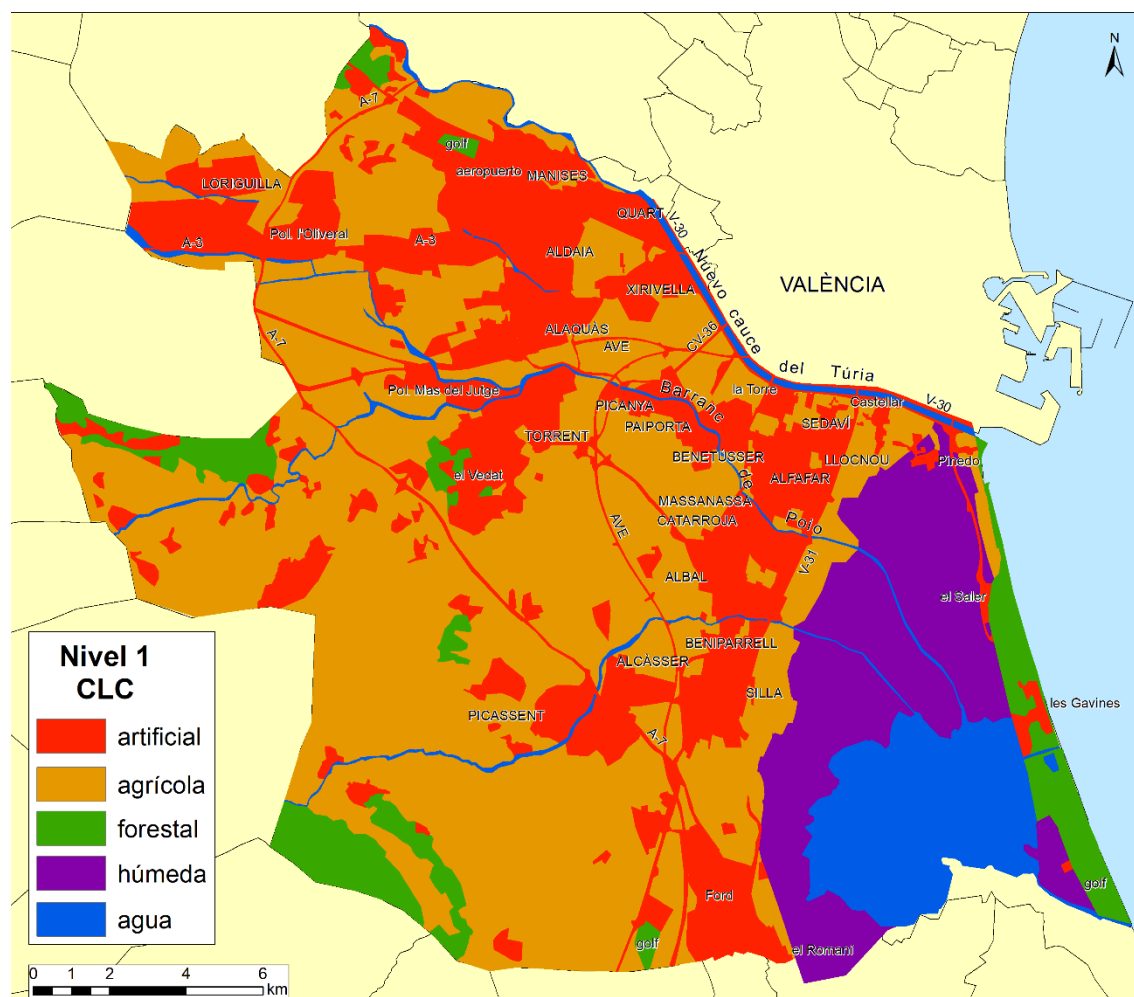 N
A-7
golf
aeropuerto
MANISES
LORIGUILLA
QUART
V-30
Nuevo cauce del Túria
A-3
Pol. l'Oliveral
A-3
ALDAIA
VALÈNCIA
XIRIVELLA
A-7
ALAQUÀS
AVE
CV-36
Pol. Mas del Jutge
la Torre
Castellar
V-30
Barranc de Poio
PICANYA
PAIPORTA
SEDAVÍ
TORRENT
BENETÚSSER
LLOCNOU
Pinedo
el Vedat
ALFAFAR
MASSANASSA
CATARROJA
AVE
V-31
ALBAL
el Saler
BENIPARRELL
ALCÀSSER
SILLA
les Gavines
PICASSENT
A-7
Ford
golf
golf
el Romaní
Nivel 1
CLC
artificial
agrícola
forestal
húmeda
agua
0 1 2 4 6
km